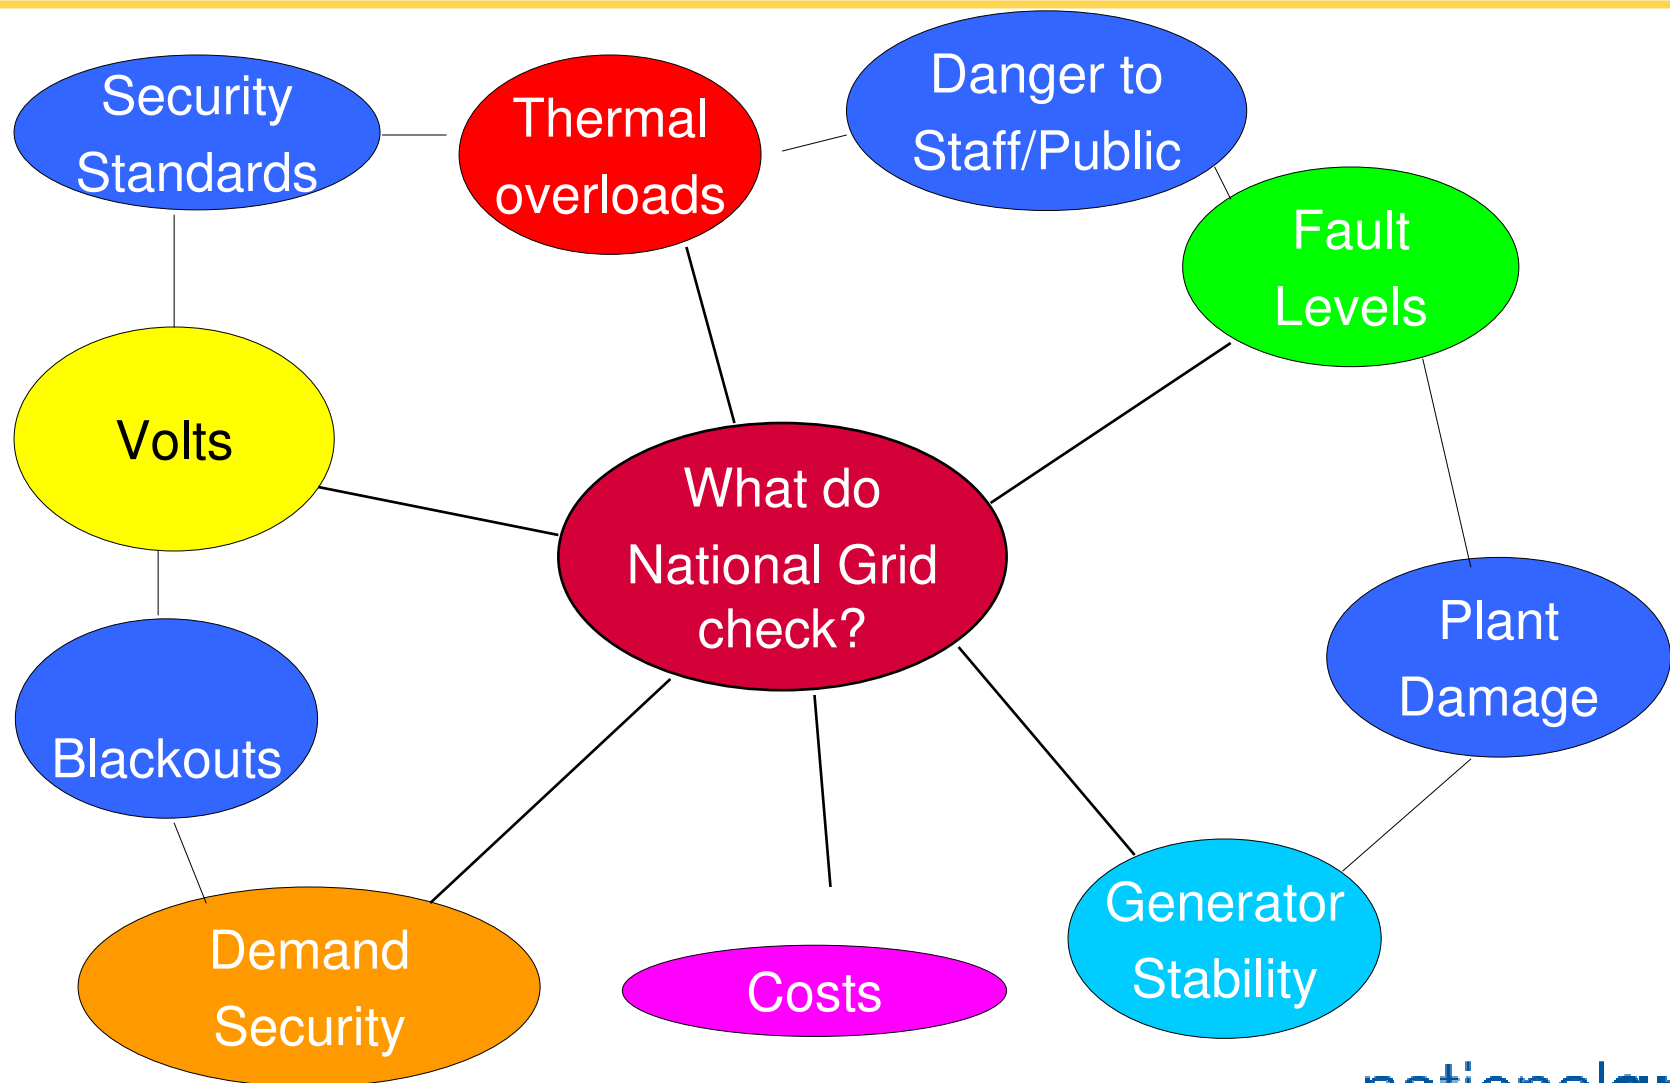 Security
Standards
Thermal
overloads
Danger to
Staff/Public
Fault
Levels
Volts
What do
National Grid
check?
Plant
Damage
Blackouts
Generator
Stability
Demand
Security
Costs